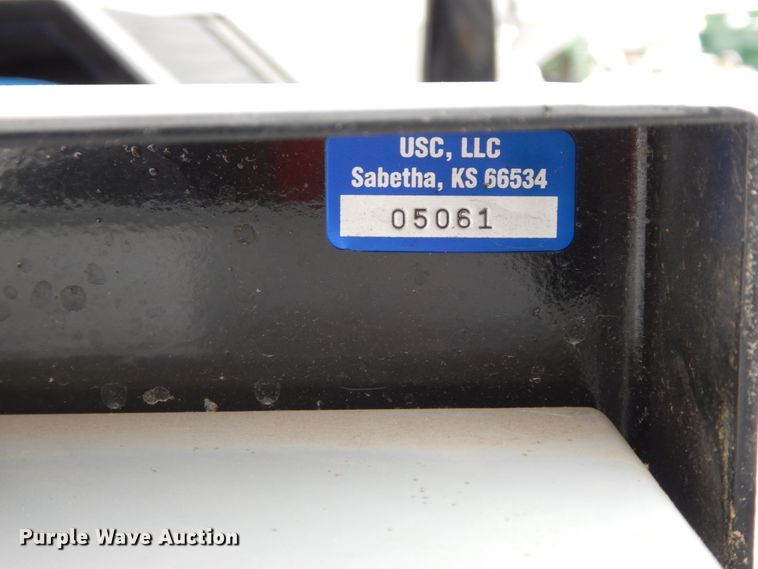 USC, LLC
Sabetha, KS 66534
05061
Purple Wave Auction